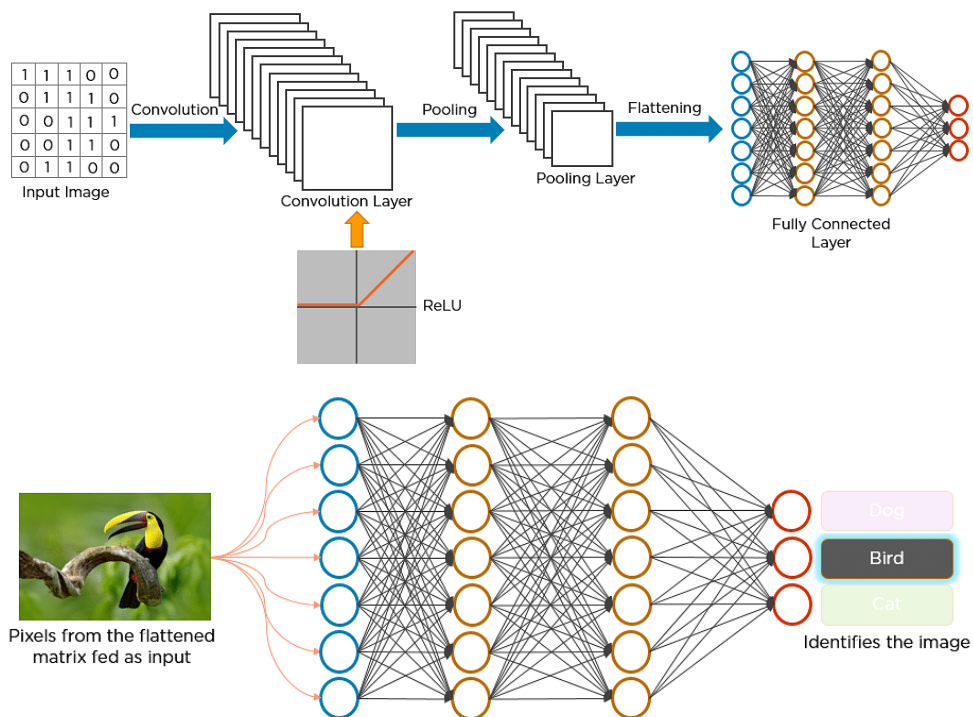 1 1 1 0 0
0 1 1 1 0
0 0 1 1 1
0 0 1 1 0
0 1 1 0 0
Input Image
Convolution
Convolution Layer
ReLU
Pooling
Pooling Layer
Flattening
Fully Connected
Layer
Pixels from the flattened
matrix fed as input
Dog
Bird
Cat
Identifies the image